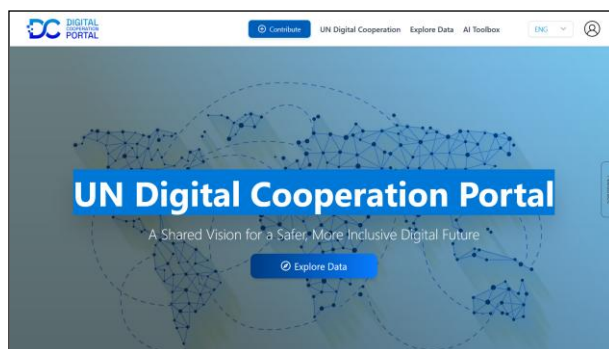 DIGITAL
COOPERATION
PORTAL
Contribute
UN Digital Cooperation
Explore Data
AI Toolbox
ENG
UN Digital Cooperation Portal
A Shared Vision for a Safer, More Inclusive Digital Future
Explore Data